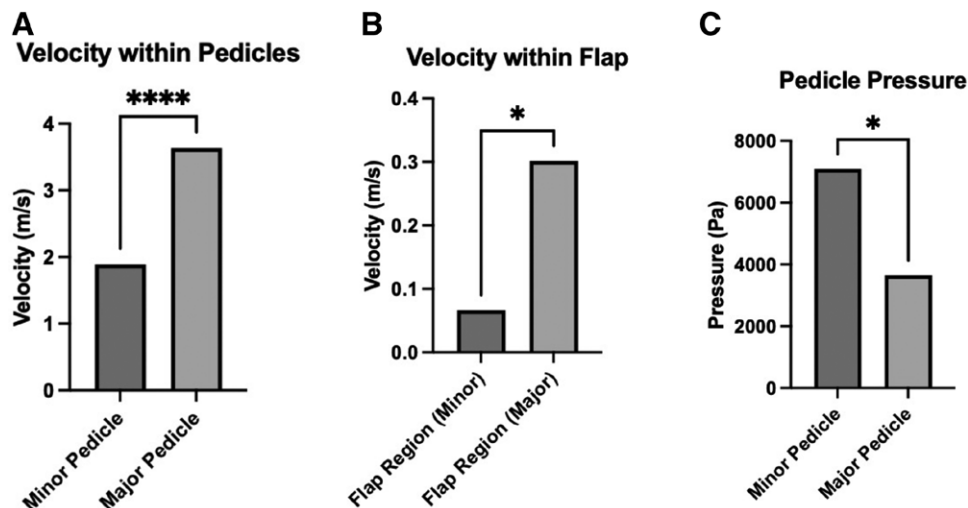 A
Velocity within Pedicles
****
Velocity (m/s)
4
3
2
1
0
Minor Pedicle
Major Pedicle
B
Velocity within Flap
*
Velocity (m/s)
0.4
0.3
0.2
0.1
0.0
Flap Region (Minor)
Flap Region (Major)
C
Pedicle Pressure
*
Pressure (Pa)
8000
6000
4000
2000
0
Minor Pedicle
Major Pedicle